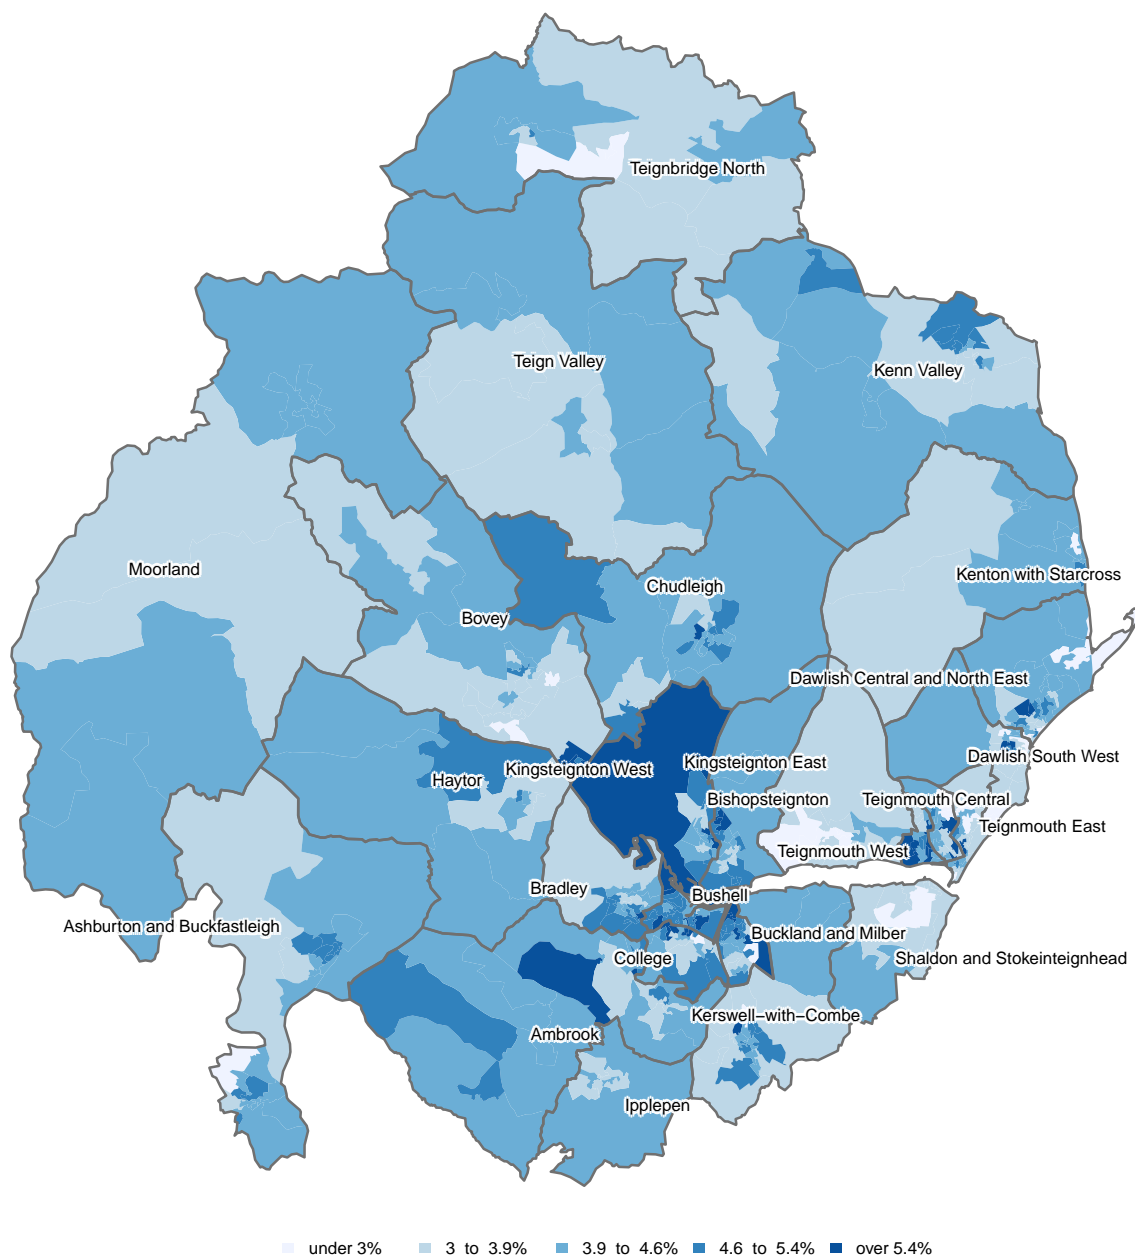 Teignbridge North
Teign Valley
Kenn Valley
Moorland
Kenton with Starcross
Chudleigh
Bovey
Dawlish Central and North East
Dawlish South West
Kingsteignton East
Kingsteignton West
Haytor
Bishopsteignton
Teignmouth Central
Teignmouth East
Teignmouth West
Bradley
Bushell
Ashburton and Buckfastleigh
Buckland and Milber
College
Shaldon and Stokeinteignhead
Kerswell−with−Combe
Ambrook
Ipplepen
under 3% 3 to 3.9% 3.9 to 4.6% 4.6 to 5.4% over 5.4%